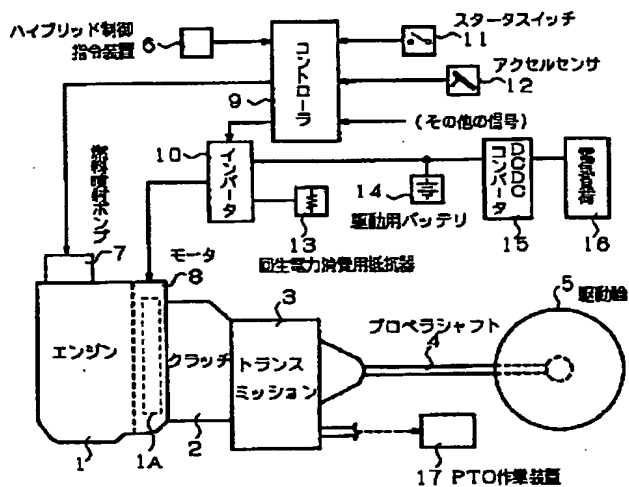 ハイブリッド制御
指令装置
6
コントローラ
9
スタータスイッチ
11
アクセルセンサ
12
(その他の信号)
10
インバータ
14
駆動用バッテリ
DCDC
コンバータ
15
電気負荷
16
13
回生電力消費用抵抗器
燃料噴射ポンプ
7
モータ
8
エンジン
1
1A
クラッチ
2
3
トランス
ミッション
プロペラシャフト
4
5
駆動輪
17 PTO作業装置